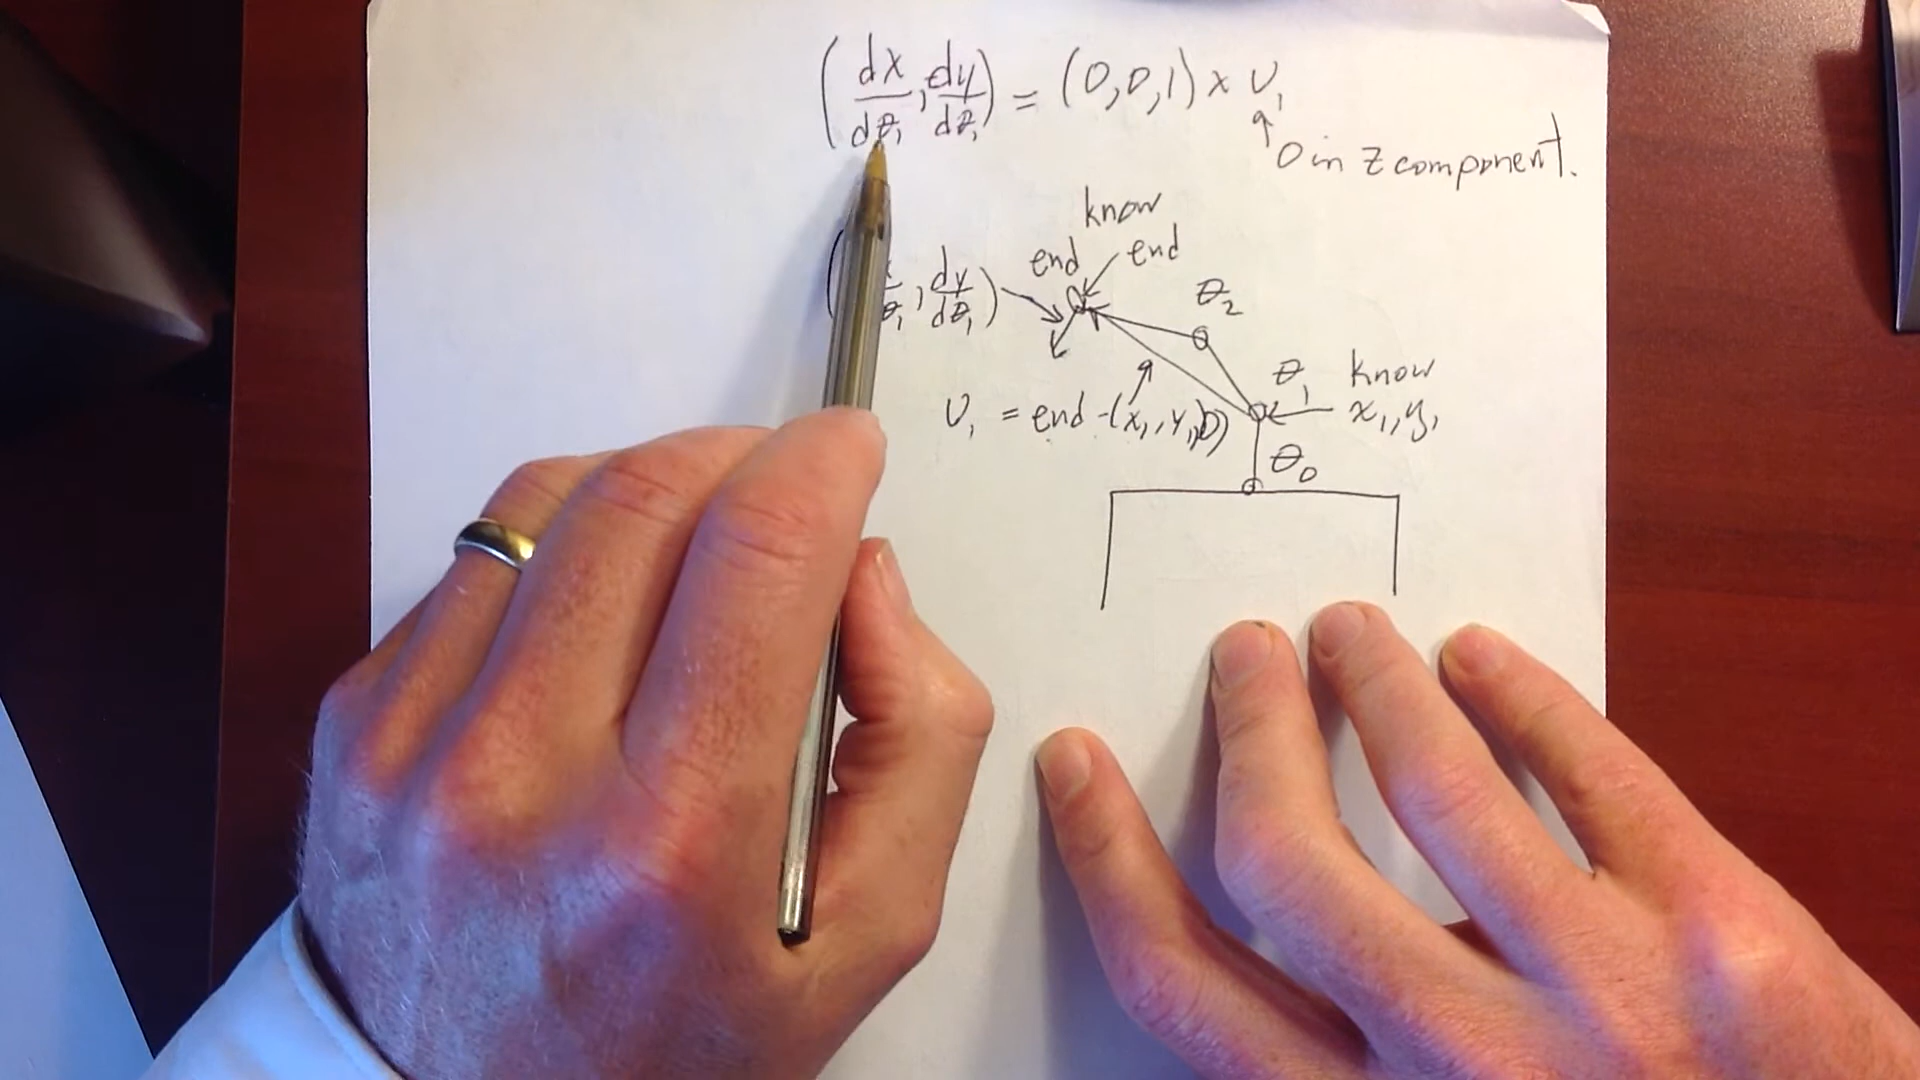 (dx/dθ₁, dy/dθ₁) = (0,0,1) × v₁
0 in z component.
know
end
end
( /θ₁, dy/dθ₁)
θ₂
θ₁
know
x₁, y₁
v₁ = end - (x₁, y₁, 0)
θ₀